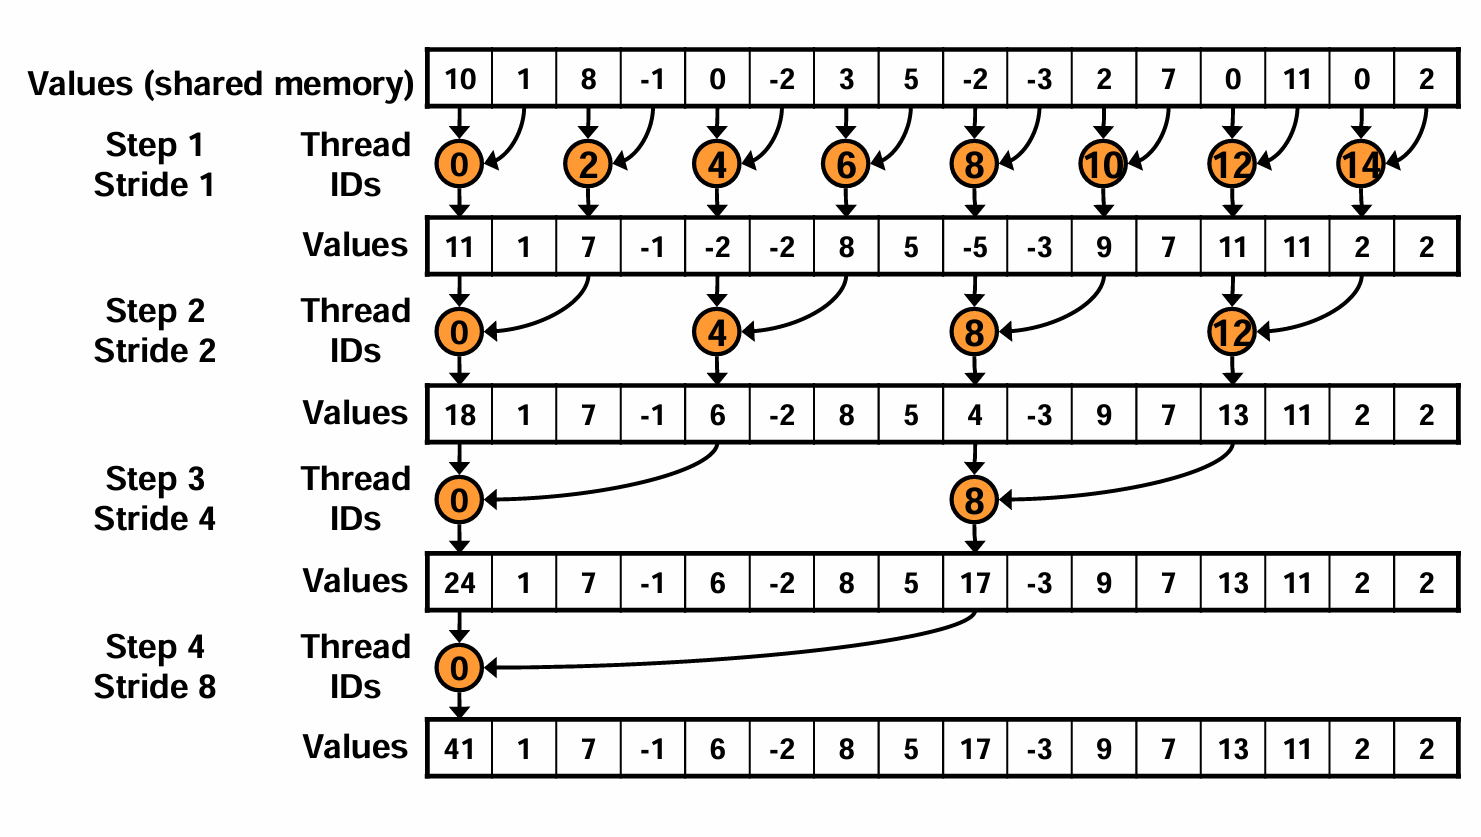 Values (shared memory) 10 1 8 -1 0 -2 3 5 -2 -3 2 7 0 11 0 2
Step 1 Thread
Stride 1 IDs
0 2 4 6 8 10 12 14
Values 11 1 7 -1 -2 -2 8 5 -5 -3 9 7 11 11 2 2
Step 2 Thread
Stride 2 IDs
0 4 8 12
Values 18 1 7 -1 6 -2 8 5 4 -3 9 7 13 11 2 2
Step 3 Thread
Stride 4 IDs
0 8
Values 24 1 7 -1 6 -2 8 5 17 -3 9 7 13 11 2 2
Step 4 Thread
Stride 8 IDs
0
Values 41 1 7 -1 6 -2 8 5 17 -3 9 7 13 11 2 2